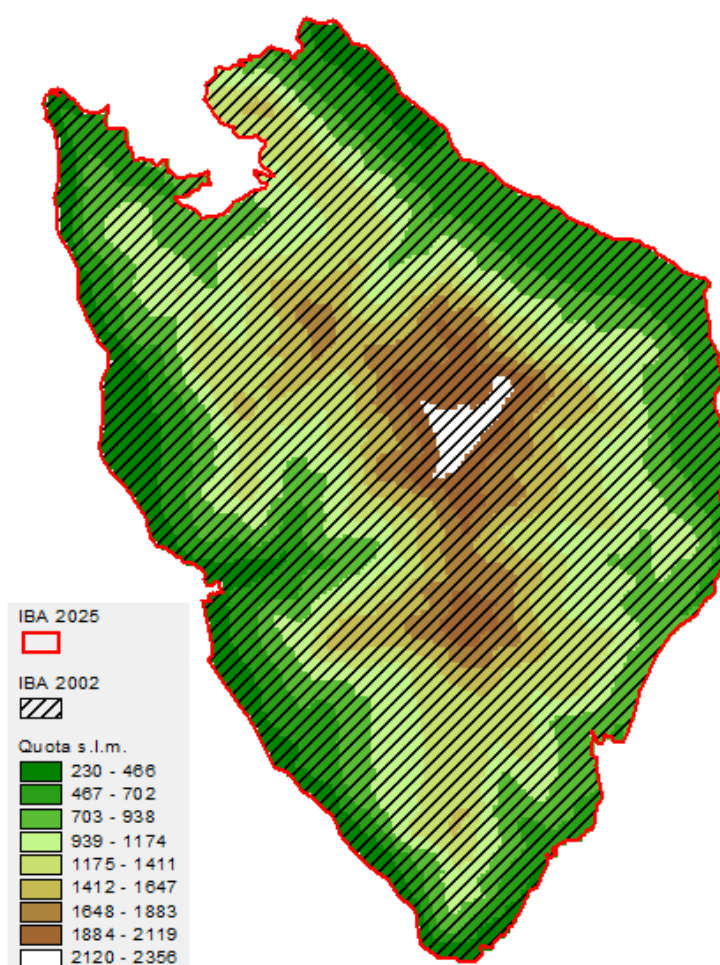 IBA 2025
IBA 2002
Quota s.l.m.
230 - 466
467 - 702
703 - 938
939 - 1174
1175 - 1411
1412 - 1647
1648 - 1883
1884 - 2119
2120 - 2356